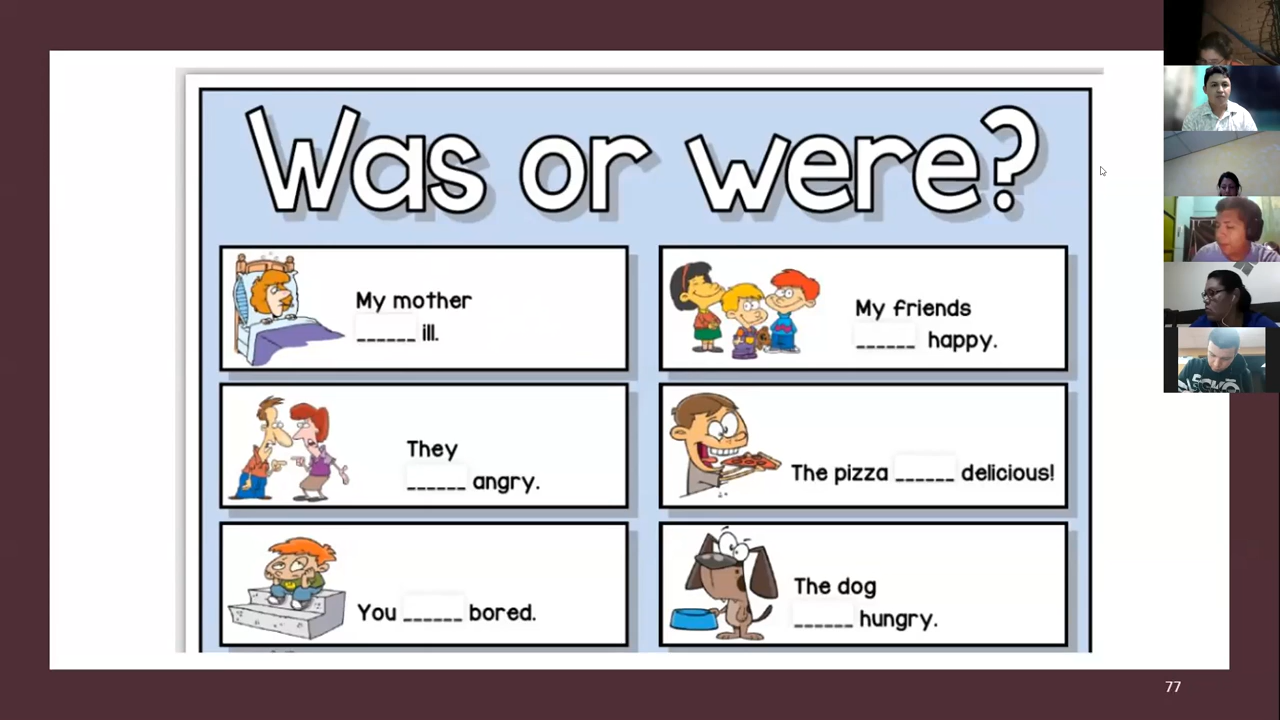 Was or were?
My mother
______ ill.
My friends
______ happy.
They
______ angry.
The pizza ______ delicious!
You ______ bored.
The dog
______ hungry.
77